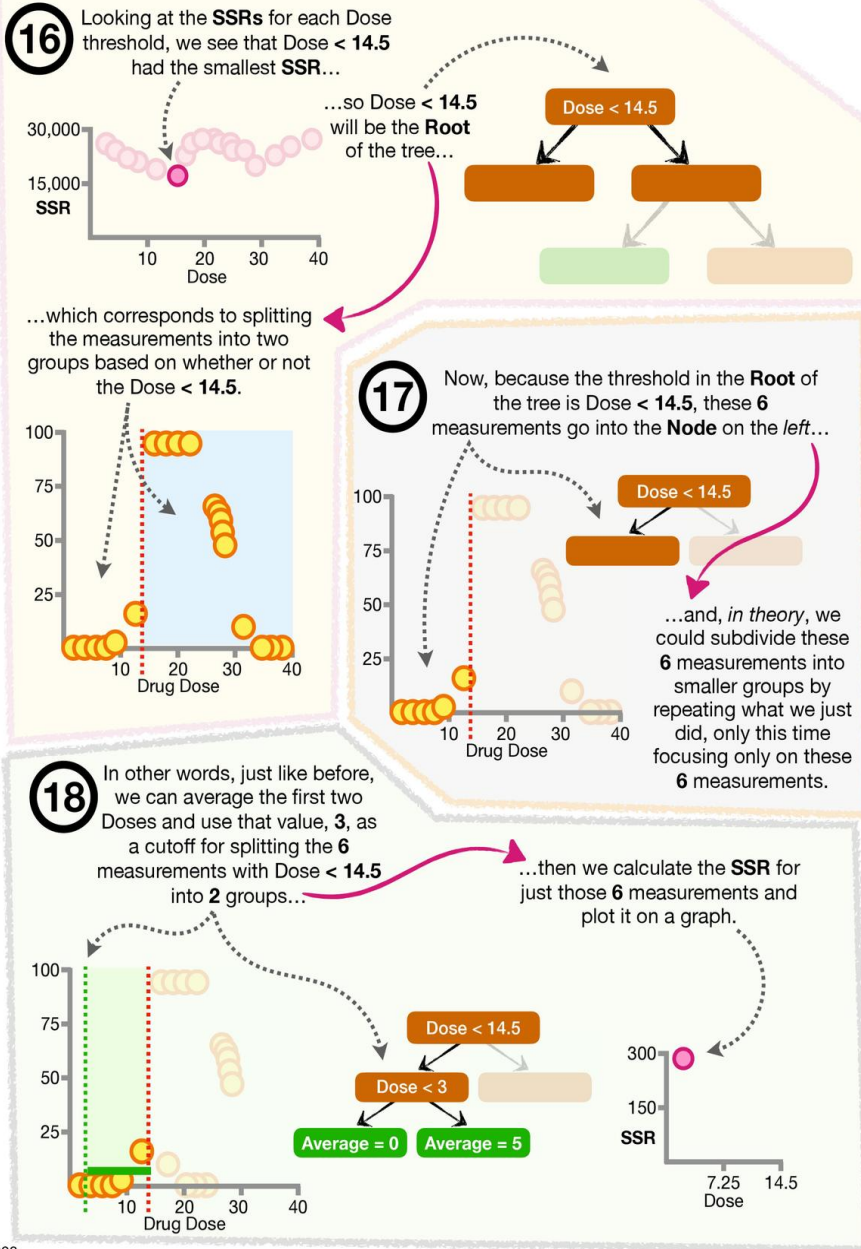 16
Looking at the SSRs for each Dose
threshold, we see that Dose < 14.5
had the smallest SSR…
…so Dose < 14.5
will be the Root
of the tree…
Dose < 14.5
30,000
15,000
SSR
10 20 30 40
Dose
…which corresponds to splitting
the measurements into two
groups based on whether or not
the Dose < 14.5.
100
75
50
25
10 20 30 40
Drug Dose
17
Now, because the threshold in the Root of
the tree is Dose < 14.5, these 6
measurements go into the Node on the left…
100
75
50
25
10 20 30 40
Drug Dose
Dose < 14.5
…and, in theory, we
could subdivide these
6 measurements into
smaller groups by
repeating what we just
did, only this time
focusing only on these
6 measurements.
18
In other words, just like before,
we can average the first two
Doses and use that value, 3, as
a cutoff for splitting the 6
measurements with Dose < 14.5
into 2 groups…
…then we calculate the SSR for
just those 6 measurements and
plot it on a graph.
100
75
50
25
10 20 30 40
Drug Dose
Dose < 14.5
Dose < 3
Average = 0 Average = 5
300
150
SSR
7.25 14.5
Dose